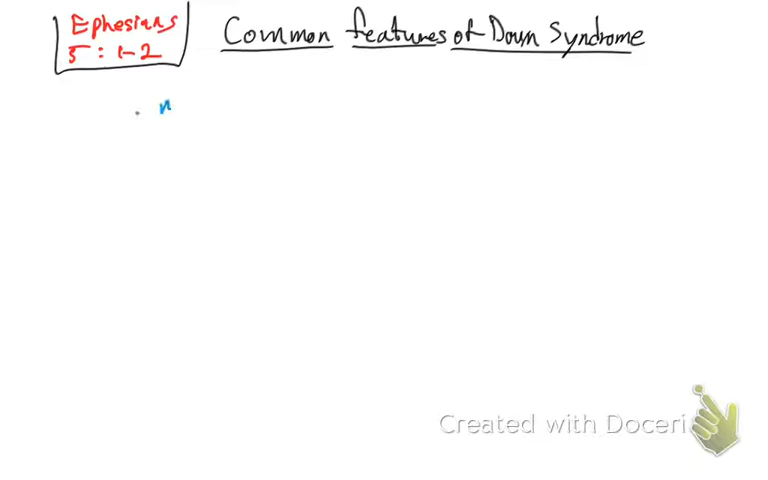 Ephesians
5:1-2
Common features of Down Syndrome
n
Created with Doceri